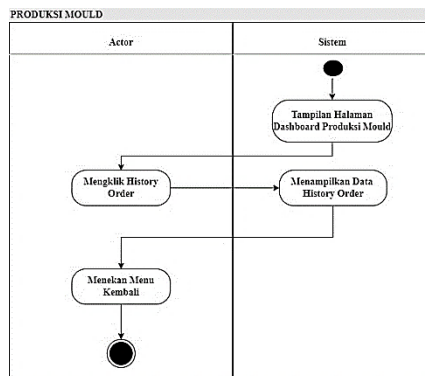 PRODUKSI MOULD
Actor
Sistem
Tampilan Halaman
Dashboard Produksi Mould
Mengklik History
Order
Menampilkan Data
History Order
Menekan Menu
Kembali